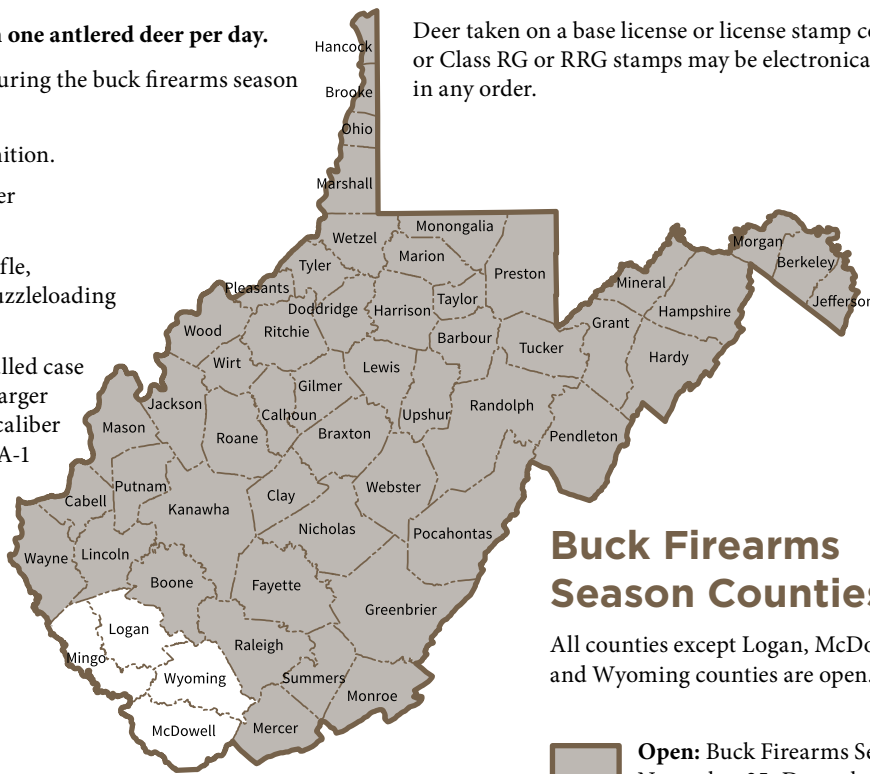 one antlered deer per day.
uring the buck firearms season
nition.
er
fle,
uzzleloading
lled case
arger
caliber
A-1
Deer taken on a base license or license stamp co
or Class RG or RRG stamps may be electronica
in any order.
Hancock
Brooke
Ohio
Marshall
Wetzel
Monongalia
Marion
Preston
Tyler
Pleasants
Doddridge
Harrison
Taylor
Wood
Ritchie
Barbour
Tucker
Mineral
Morgan
Berkeley
Jefferson
Hampshire
Grant
Hardy
Wirt
Lewis
Gilmer
Jackson
Calhoun
Upshur
Randolph
Mason
Roane
Braxton
Pendleton
Putnam
Cabell
Kanawha
Clay
Webster
Nicholas
Pocahontas
Wayne
Lincoln
Boone
Fayette
Greenbrier
Logan
Mingo
Raleigh
Wyoming
Summers
Monroe
McDowell
Mercer
Buck Firearms
Season Counties
All counties except Logan, McDo
and Wyoming counties are open.
Open: Buck Firearms Se